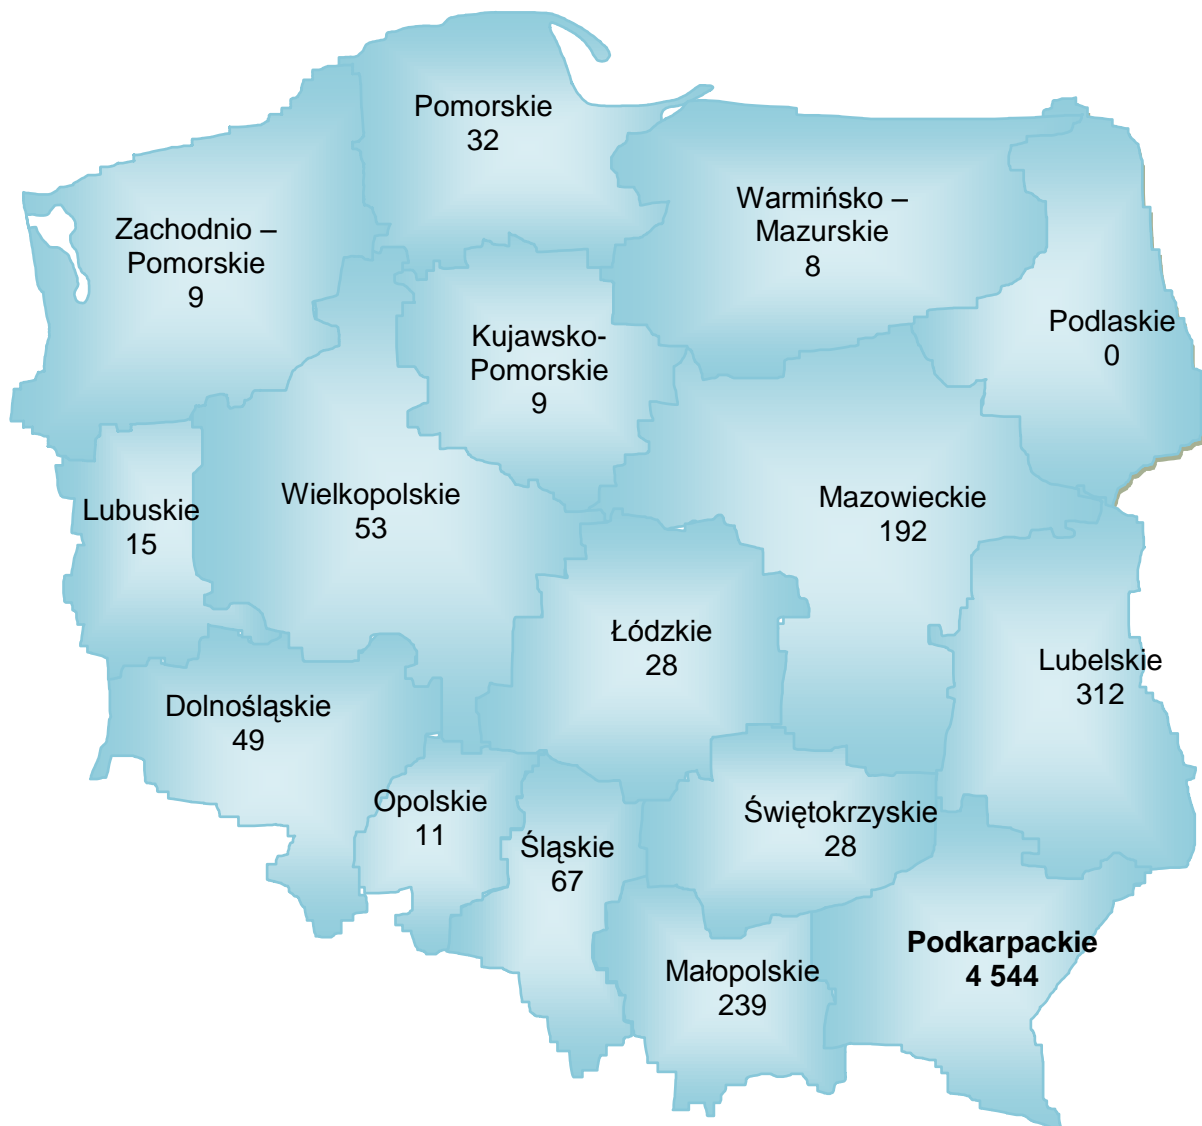 Pomorskie
32
Warmińsko –
Mazurskie
8
Zachodnio –
Pomorskie
9
Podlaskie
0
Kujawsko-
Pomorskie
9
Wielkopolskie
53
Mazowieckie
192
Lubuskie
15
Łódzkie
28
Lubelskie
312
Dolnośląskie
49
Opolskie
11
Świętokrzyskie
28
Śląskie
67
Podkarpackie
4 544
Małopolskie
239